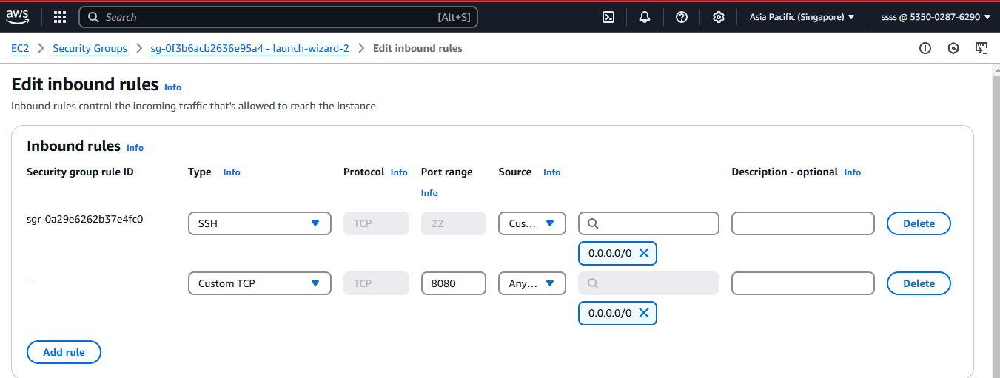 aws
Search [Alt+S]
Asia Pacific (Singapore) ssss @ 5350-0287-6290
EC2 Security Groups sg-0f3b6acb2636e95a4 - launch-wizard-2 Edit inbound rules
Edit inbound rules Info
Inbound rules control the incoming traffic that's allowed to reach the instance.
Inbound rules Info
Security group rule ID Type Info Protocol Info Port range Source Info Description - optional Info
Info
sgr-0a29e6262b37e4fc0 SSH TCP 22 Cus... Delete
0.0.0.0/0
– Custom TCP TCP 8080 Any... Delete
0.0.0.0/0
Add rule